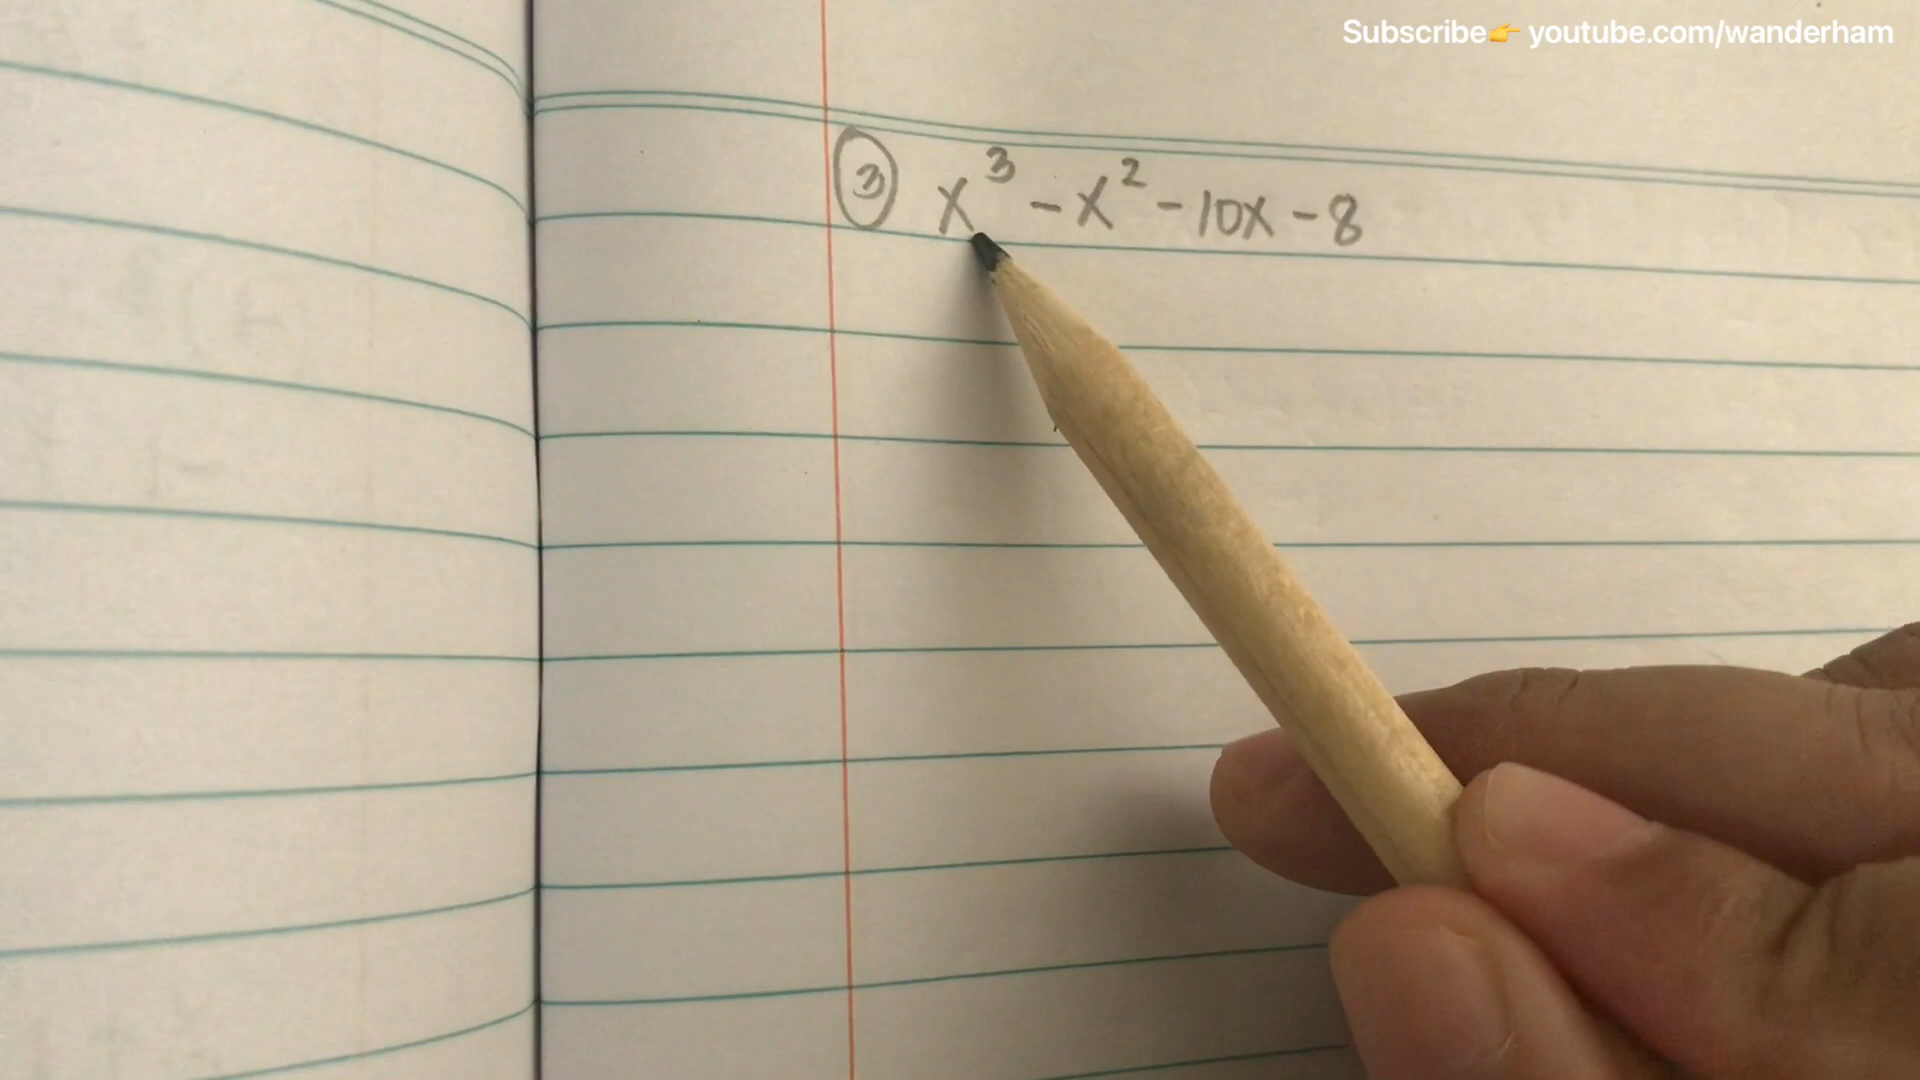 Subscribe👉 youtube.com/wanderham
③ x³ - x² - 10x - 8